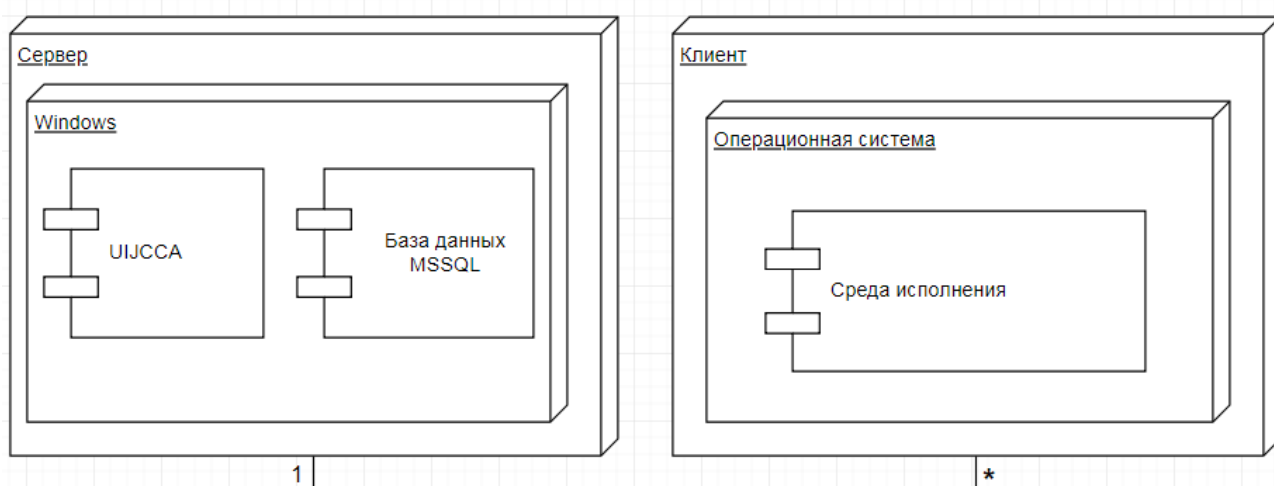 Сервер
Windows
UIJCCA
База данных
MSSQL
1
Клиент
Операционная система
Среда исполнения
*